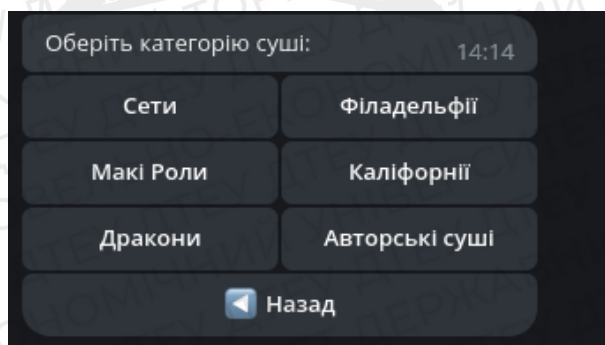 Оберіть категорію суші:
14:14
Сети Філадельфії
Макі Роли Каліфорнії
Дракони Авторські суші
◀ Назад